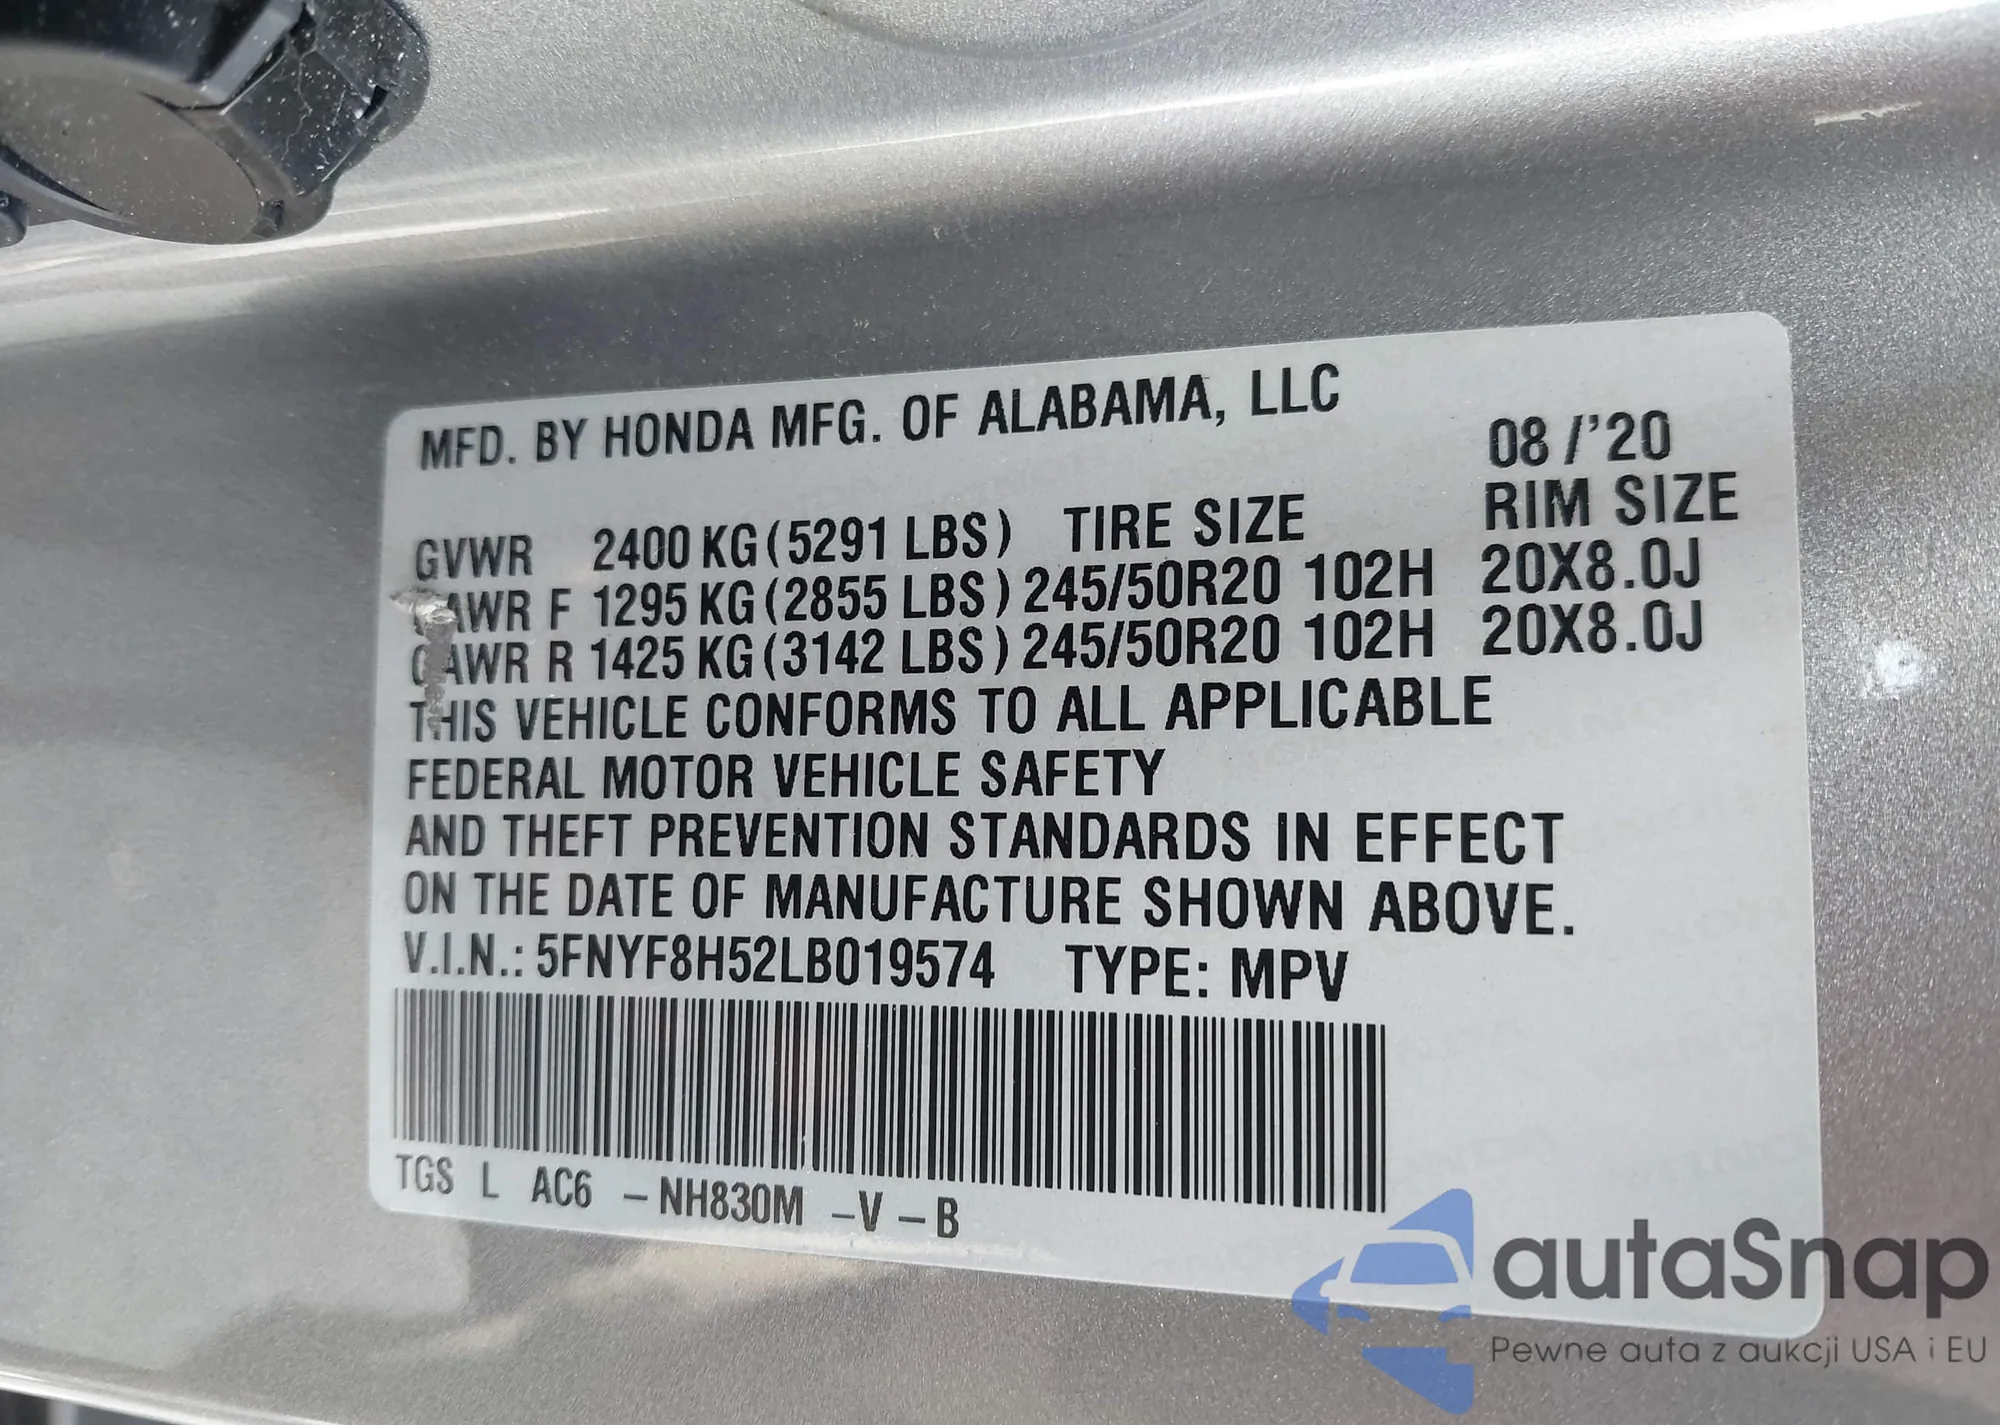 MFD. BY HONDA MFG. OF ALABAMA, LLC 08 /'20
GVWR 2400 KG (5291 LBS) TIRE SIZE RIM SIZE
GAWR F 1295 KG (2855 LBS) 245/50R20 102H 20X8.0J
GAWR R 1425 KG (3142 LBS) 245/50R20 102H 20X8.0J
THIS VEHICLE CONFORMS TO ALL APPLICABLE
FEDERAL MOTOR VEHICLE SAFETY
AND THEFT PREVENTION STANDARDS IN EFFECT
ON THE DATE OF MANUFACTURE SHOWN ABOVE.
V.I.N.: 5FNYF8H52LB019574 TYPE: MPV
TGS L AC6 –NH830M –V –B
autaSnap
Pewne auta z aukcji USA i EU